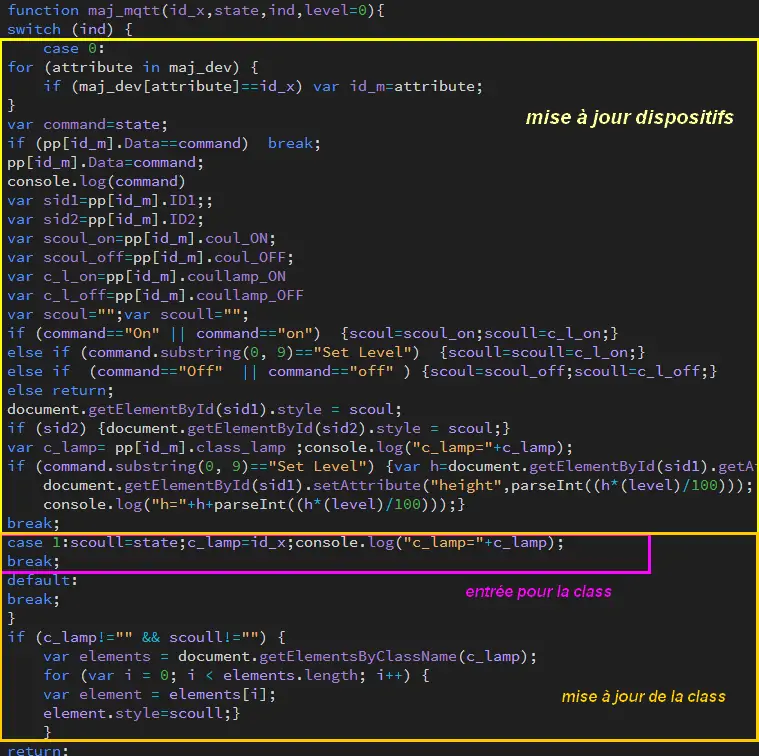 function maj_mqtt(id_x,state,ind,level=0){
switch (ind) {
case 0:
for (attribute in maj_dev) {
if (maj_dev[attribute]==id_x) var id_m=attribute;
}
mise à jour dispositifs
var command=state;
if (pp[id_m].Data==command)  break;
pp[id_m].Data=command;
console.log(command)
var sid1=pp[id_m].ID1;;
var sid2=pp[id_m].ID2;
var scoul_on=pp[id_m].coul_ON;
var scoul_off=pp[id_m].coul_OFF;
var c_l_on=pp[id_m].coullamp_ON
var c_l_off=pp[id_m].coullamp_OFF
var scoul="";var scoull="";
if (command=="On" || command=="on")  {scoul=scoul_on;scoull=c_l_on;}
else if (command.substring(0, 9)=="Set Level")  {scoull=scoull=c_l_on;}
else if  (command=="Off"  || command=="off" ) {scoul=scoul_off;scoull=c_l_off;}
else return;
document.getElementById(sid1).style = scoul;
if (sid2) {document.getElementById(sid2).style = scoul;}
var c_lamp= pp[id_m].class_lamp ;console.log("c_lamp="+c_lamp);
if (command.substring(0, 9)=="Set Level") {var h=document.getElementById(sid1).getA
document.getElementById(sid1).setAttribute("height",parseInt((h*(level)/100)));
console.log("h="+h+parseInt((h*(level)/100)));}
break;
case 1:scoull=state;c_lamp=id_x;console.log("c_lamp="+c_lamp);
break;
default:
entrée pour la class
break;
}
if (c_lamp!="" && scoull!="") {
var elements = document.getElementsByClassName(c_lamp);
for (var i = 0; i < elements.length; i++) {
var element = elements[i];
mise à jour de la class
element.style=scoull;}
}
return;